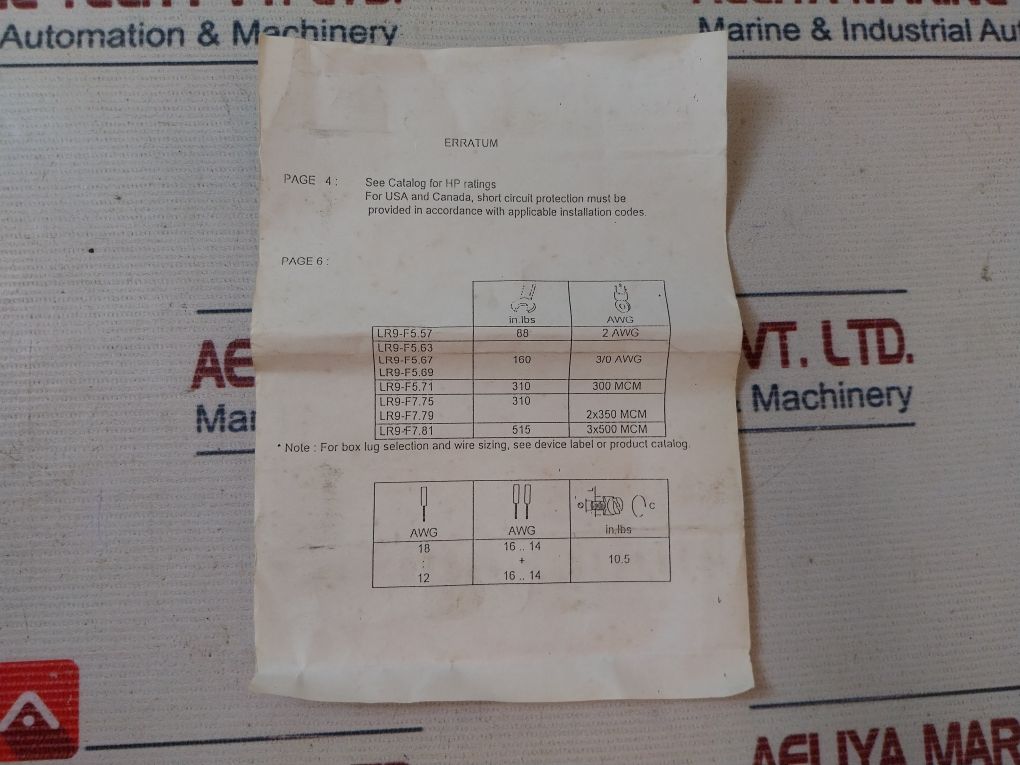 Automation & Machinery
Marine & Industrial
ERRATUM
PAGE 4 : See Catalog for HP ratings
For USA and Canada, short circuit protection must be
provided in accordance with applicable installation codes.
PAGE 6 :
in.lbs AWG
LR9-F5.57 88 2 AWG
LR9-F5.63
LR9-F5.67 160 3/0 AWG
LR9-F5.69
LR9-F5.71 310 300 MCM
LR9-F7.75 310
LR9-F7.79 2x350 MCM
LR9-F7.81 515 3x500 MCM
* Note : For box lug selection and wire sizing, see device label or product catalog.
C
AWG AWG in.lbs
18 16 .. 14
: + 10.5
12 16 .. 14
VT. LTD.
& Machinery
AELIYA MAR